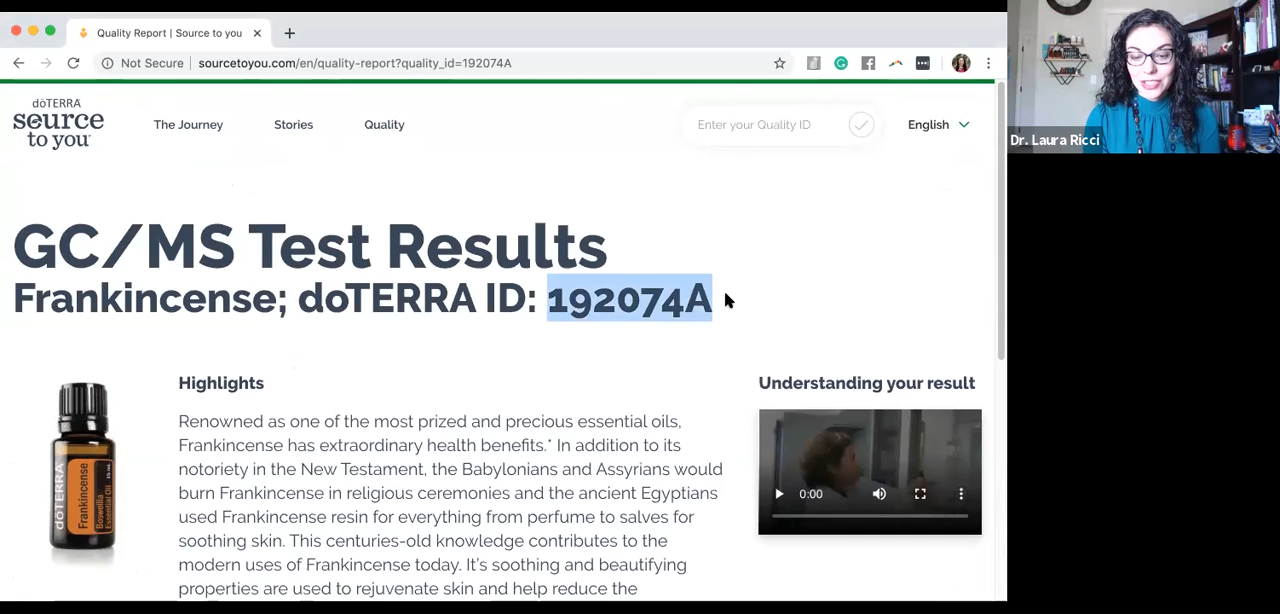 Quality Report | Source to you
Not Secure
sourcetoyou.com/en/quality-report?quality_id=192074A
dōTERRA
source
to you
The Journey
Stories
Quality
Enter your Quality ID
English
Dr. Laura Ricci
GC/MS Test Results
Frankincense; doTERRA ID: 192074A
Highlights
Understanding your result
Renowned as one of the most prized and precious essential oils,
Frankincense has extraordinary health benefits.* In addition to its
notoriety in the New Testament, the Babylonians and Assyrians would
burn Frankincense in religious ceremonies and the ancient Egyptians
used Frankincense resin for everything from perfume to salves for
soothing skin. This centuries-old knowledge contributes to the
modern uses of Frankincense today. It's soothing and beautifying
properties are used to rejuvenate skin and help reduce the
0:00
dōTERRA
Frankincense
Boswellia
Essential Oil